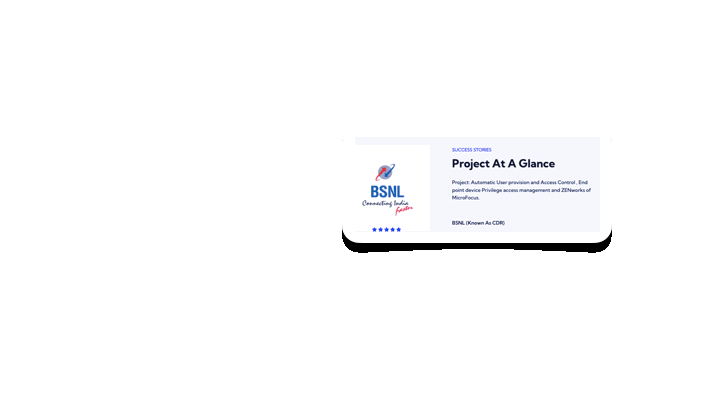 BSNL
Connecting India
Faster
SUCCESS STORIES
Project At A Glance
Project: Automatic User provision and Access Control , End
point device Privilege access management and ZENworks of
MicroFocus.
BSNL (Known As CDR)